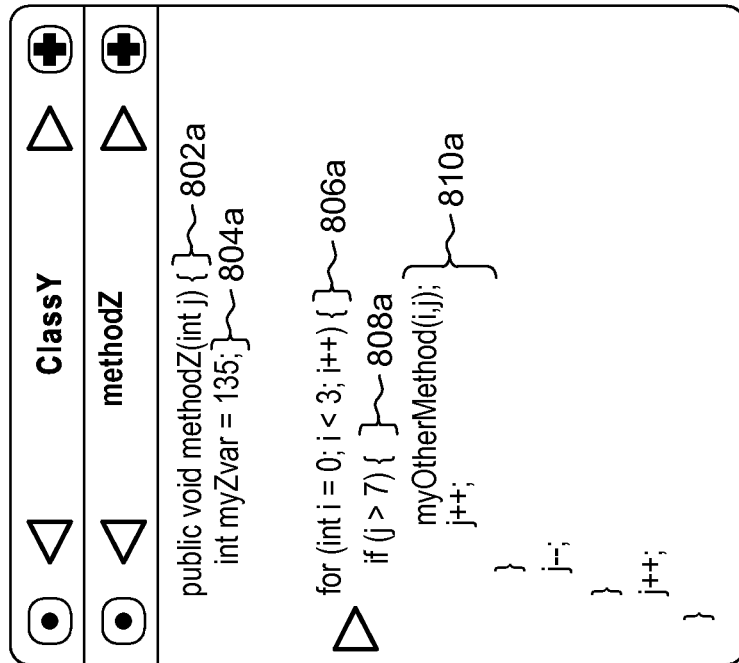 ClassY
methodZ
public void methodZ(int j) { 802a
int myZvar = 135; 804a
for (int i = 0; i < 3; i++) { 806a
if (j > 7) { 808a
myOtherMethod(i,j); 810a
j++;
}
j--;
}
j++;
}